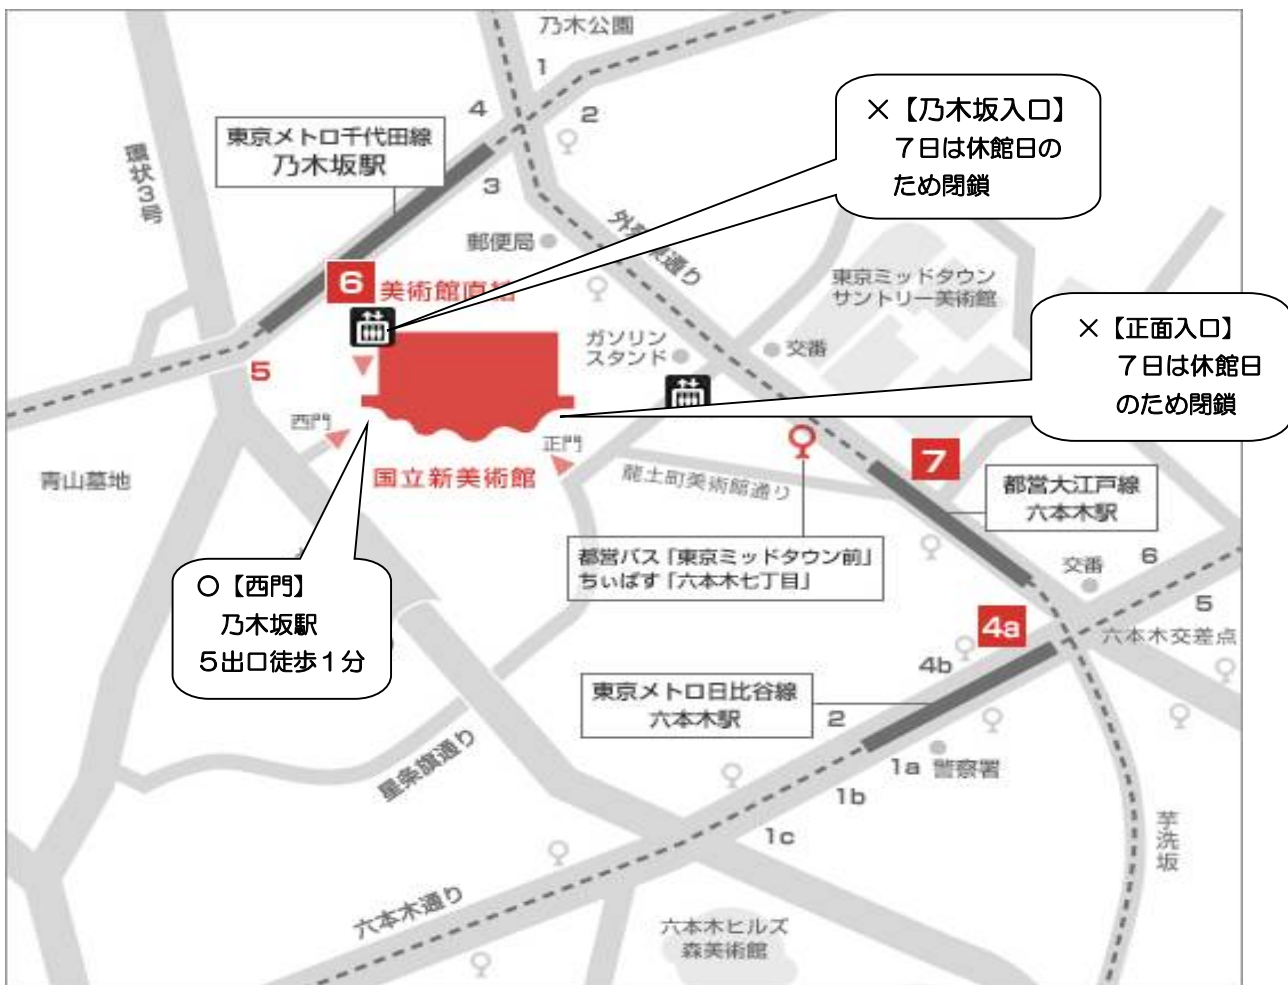 乃木公園
1
4
2
×【乃木坂入口】
７日は休館日の
ため閉鎖
東京メトロ千代田線
乃木坂駅
環状3号
3
郵便局
外苑東通り
6
美術館直結
東京ミッドタウン
サントリー美術館
ガソリン
スタンド
交番
×【正面入口】
７日は休館日
のため閉鎖
5
西門
正門
国立新美術館
青山墓地
龍土町美術館通り
7
都営大江戸線
六本木駅
都営バス「東京ミッドタウン前」
ちぃばす「六本木七丁目」
交番
6
5
〇【西門】
乃木坂駅
５出口徒歩１分
4a
六本木交差点
4b
東京メトロ日比谷線
六本木駅
2
星条旗通り
1a
警察署
1b
1c
芋洗坂
六本木通り
六本木ヒルズ
森美術館